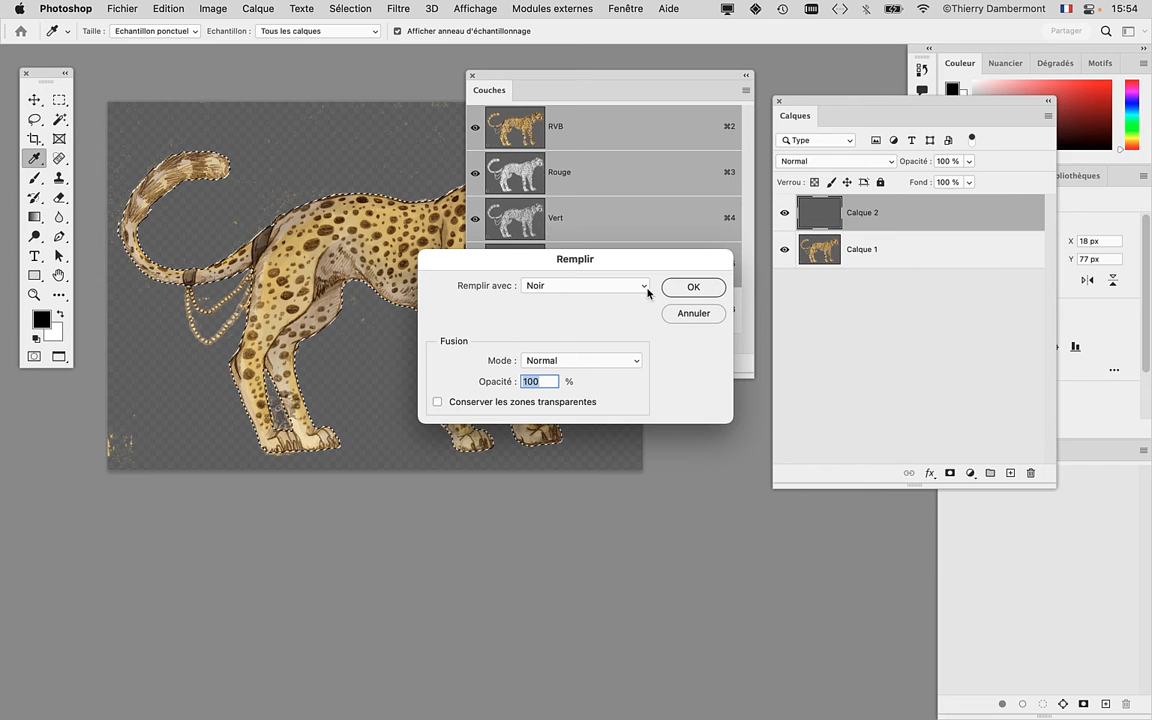 Photoshop Fichier Edition Image Calque Texte Sélection Filtre 3D Affichage Modules externes Fenêtre Aide ©Thierry Dambermont 15:54
Taille : Echantillon ponctuel Echantillon : Tous les calques Afficher anneau d'échantillonnage Partager
Couleur Nuancier Dégradés Motifs
Couches
RVB ⌘2
Rouge ⌘3
Vert ⌘4
Calques
Type
Normal Opacité : 100 %
Verrou : Fond : 100 %
Calque 2
Calque 1
X 18 px
Y 77 px
Remplir
Remplir avec : Noir OK
Annuler
Fusion
Mode : Normal
Opacité : 100 %
Conserver les zones transparentes
fx